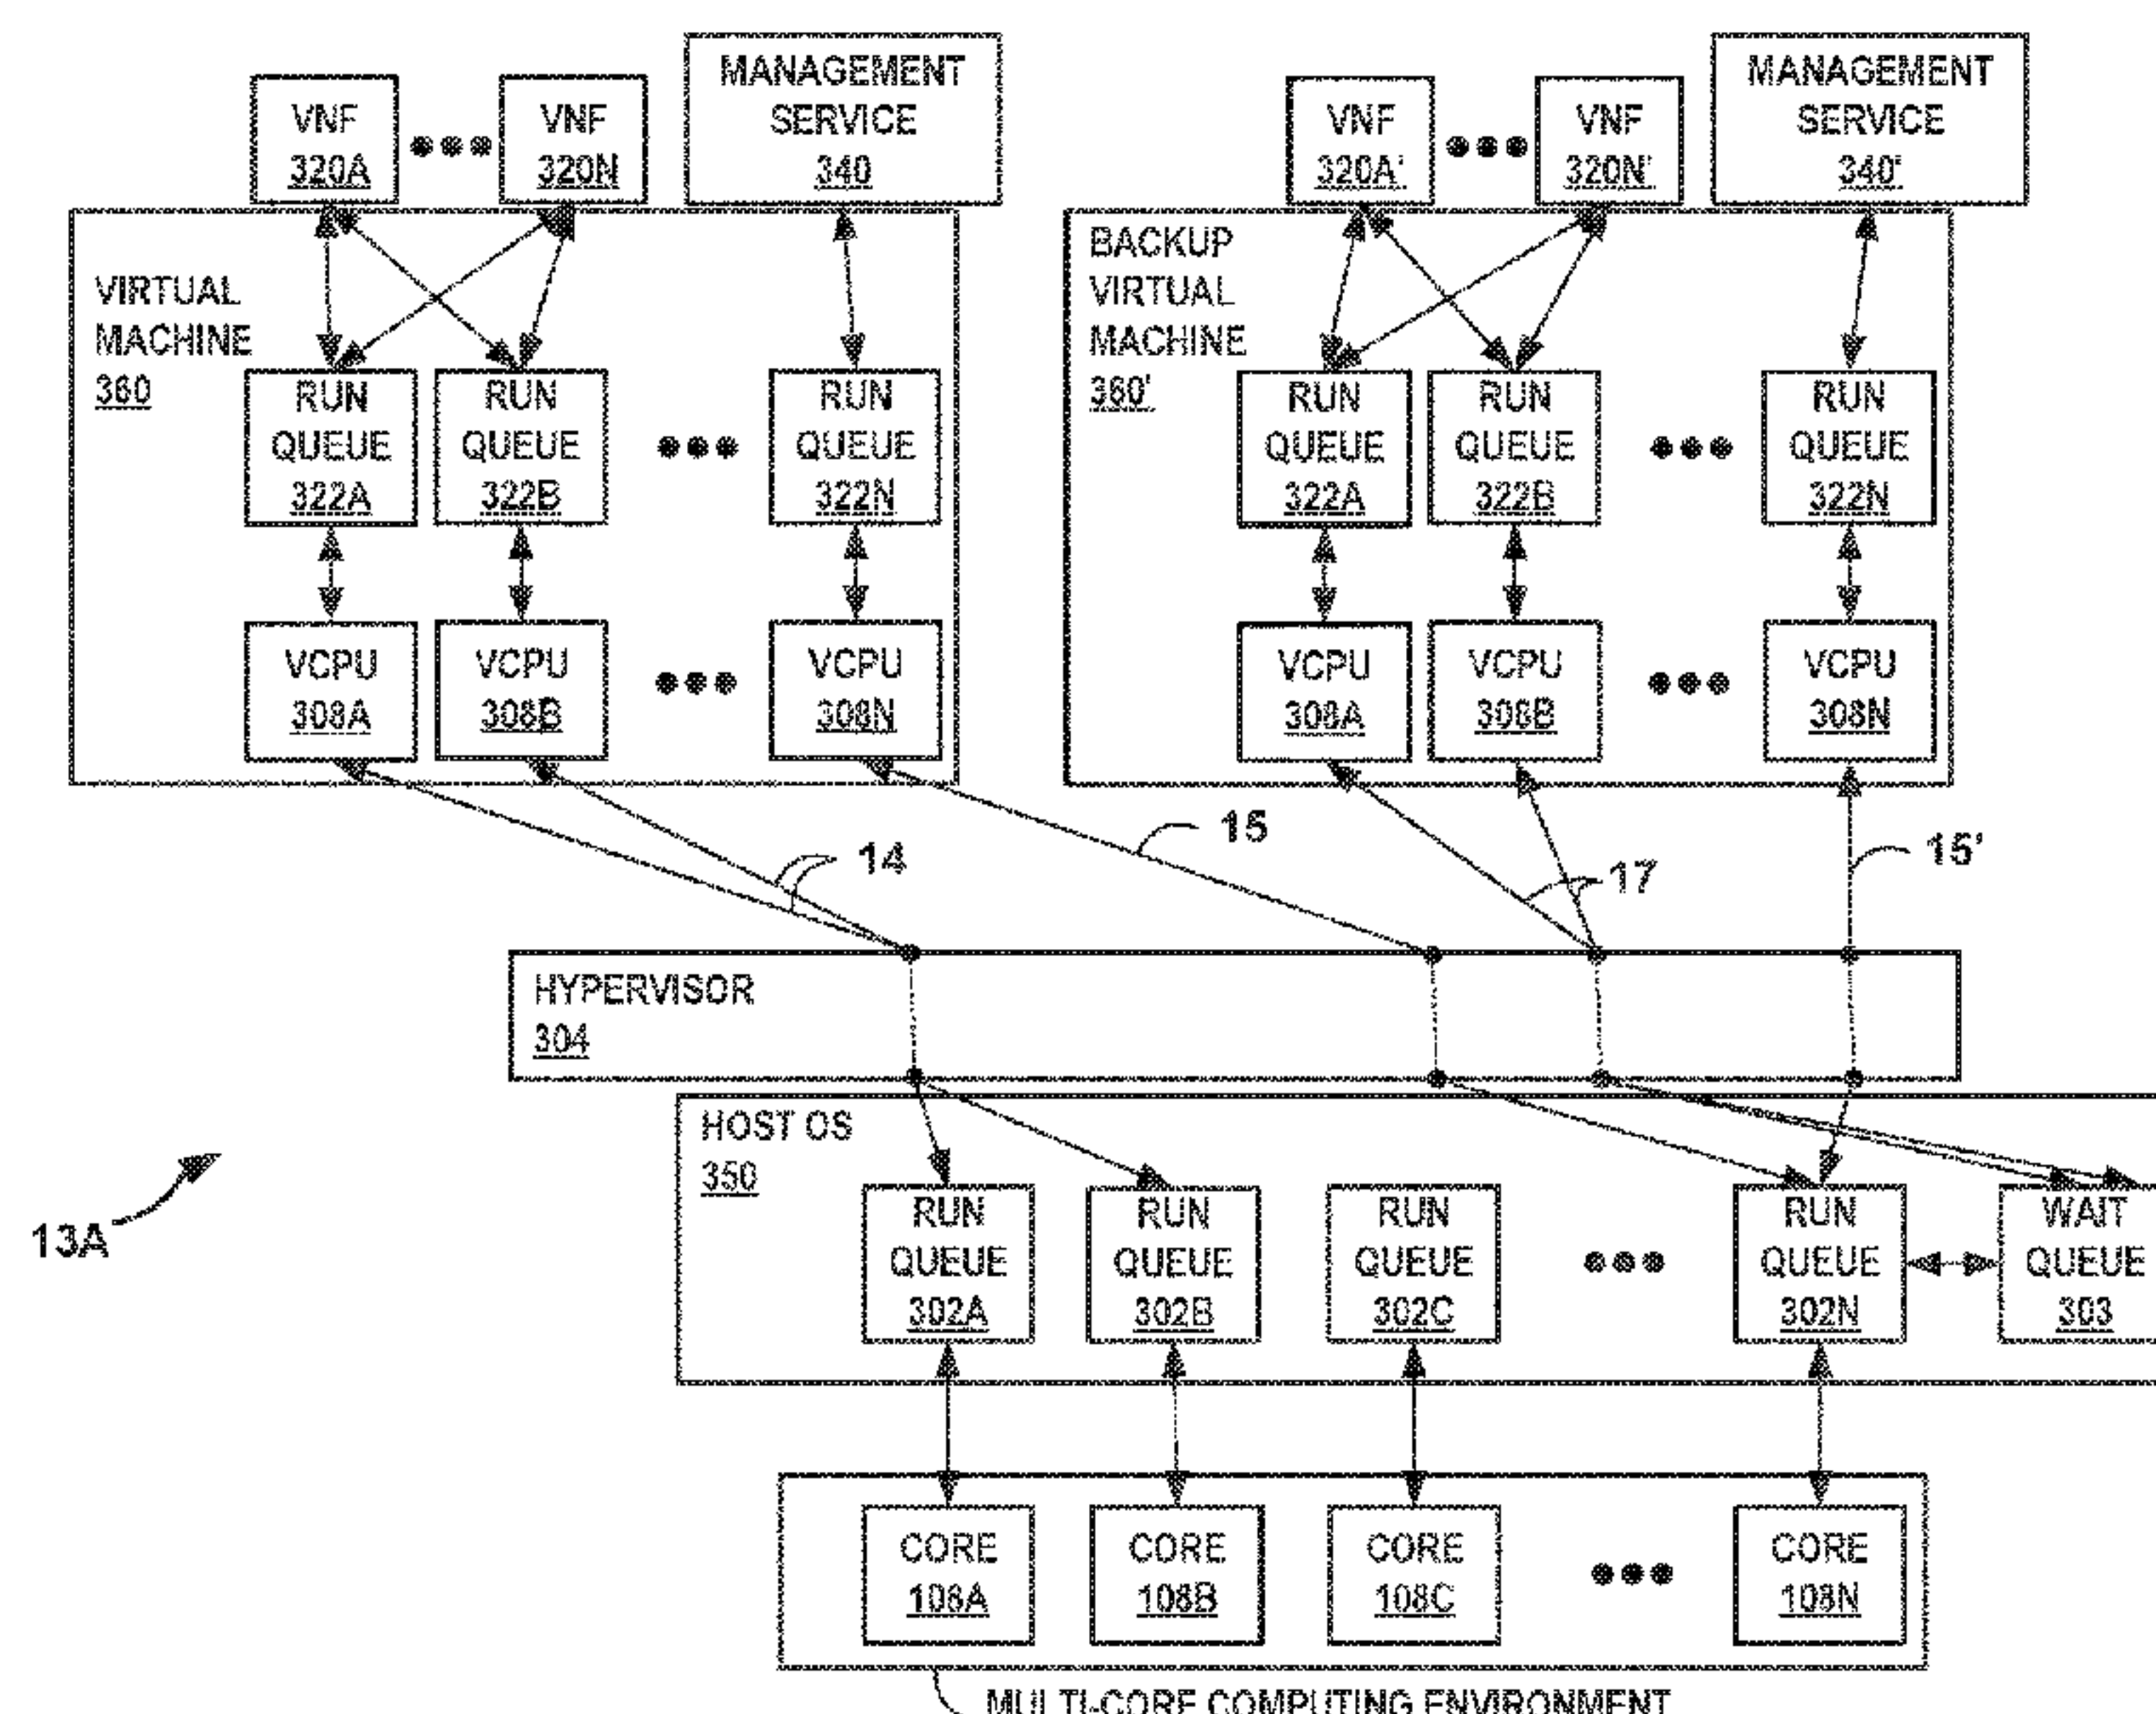 VNF
320A
VNF
320N
MANAGEMENT
SERVICE
340
VNF
320A'
VNF
320N'
MANAGEMENT
SERVICE
340'
VIRTUAL
MACHINE
360
RUN
QUEUE
322A
RUN
QUEUE
322B
RUN
QUEUE
322N
VCPU
308A
VCPU
308B
VCPU
308N
BACKUP
VIRTUAL
MACHINE
360'
RUN
QUEUE
322A
RUN
QUEUE
322B
RUN
QUEUE
322N
VCPU
308A
VCPU
308B
VCPU
308N
14
15
17
15'
HYPERVISOR
304
HOST OS
350
RUN
QUEUE
302A
RUN
QUEUE
302B
RUN
QUEUE
302C
RUN
QUEUE
302N
WAIT
QUEUE
303
13A
CORE
108A
CORE
108B
CORE
108C
CORE
108N
MULTI-CORE COMPUTING ENVIRONMENT